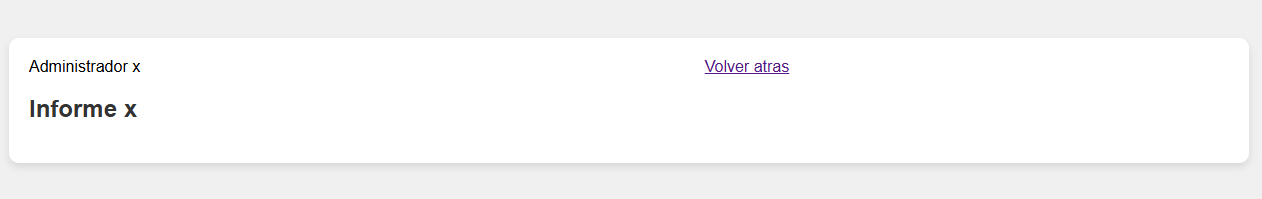 Administrador x
Volver atras
Informe x